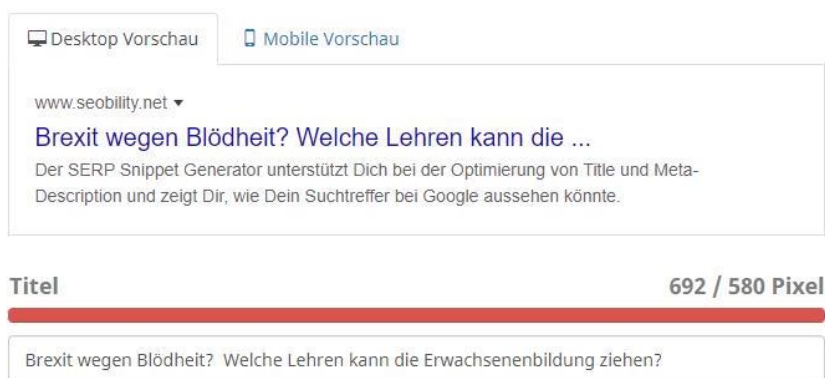 Desktop Vorschau Mobile Vorschau
www.seobility.net
Brexit wegen Blödheit? Welche Lehren kann die ...
Der SERP Snippet Generator unterstützt Dich bei der Optimierung von Title und Meta-
Description und zeigt Dir, wie Dein Suchtreffer bei Google aussehen könnte.
Titel 692 / 580 Pixel
Brexit wegen Blödheit?  Welche Lehren kann die Erwachsenenbildung ziehen?